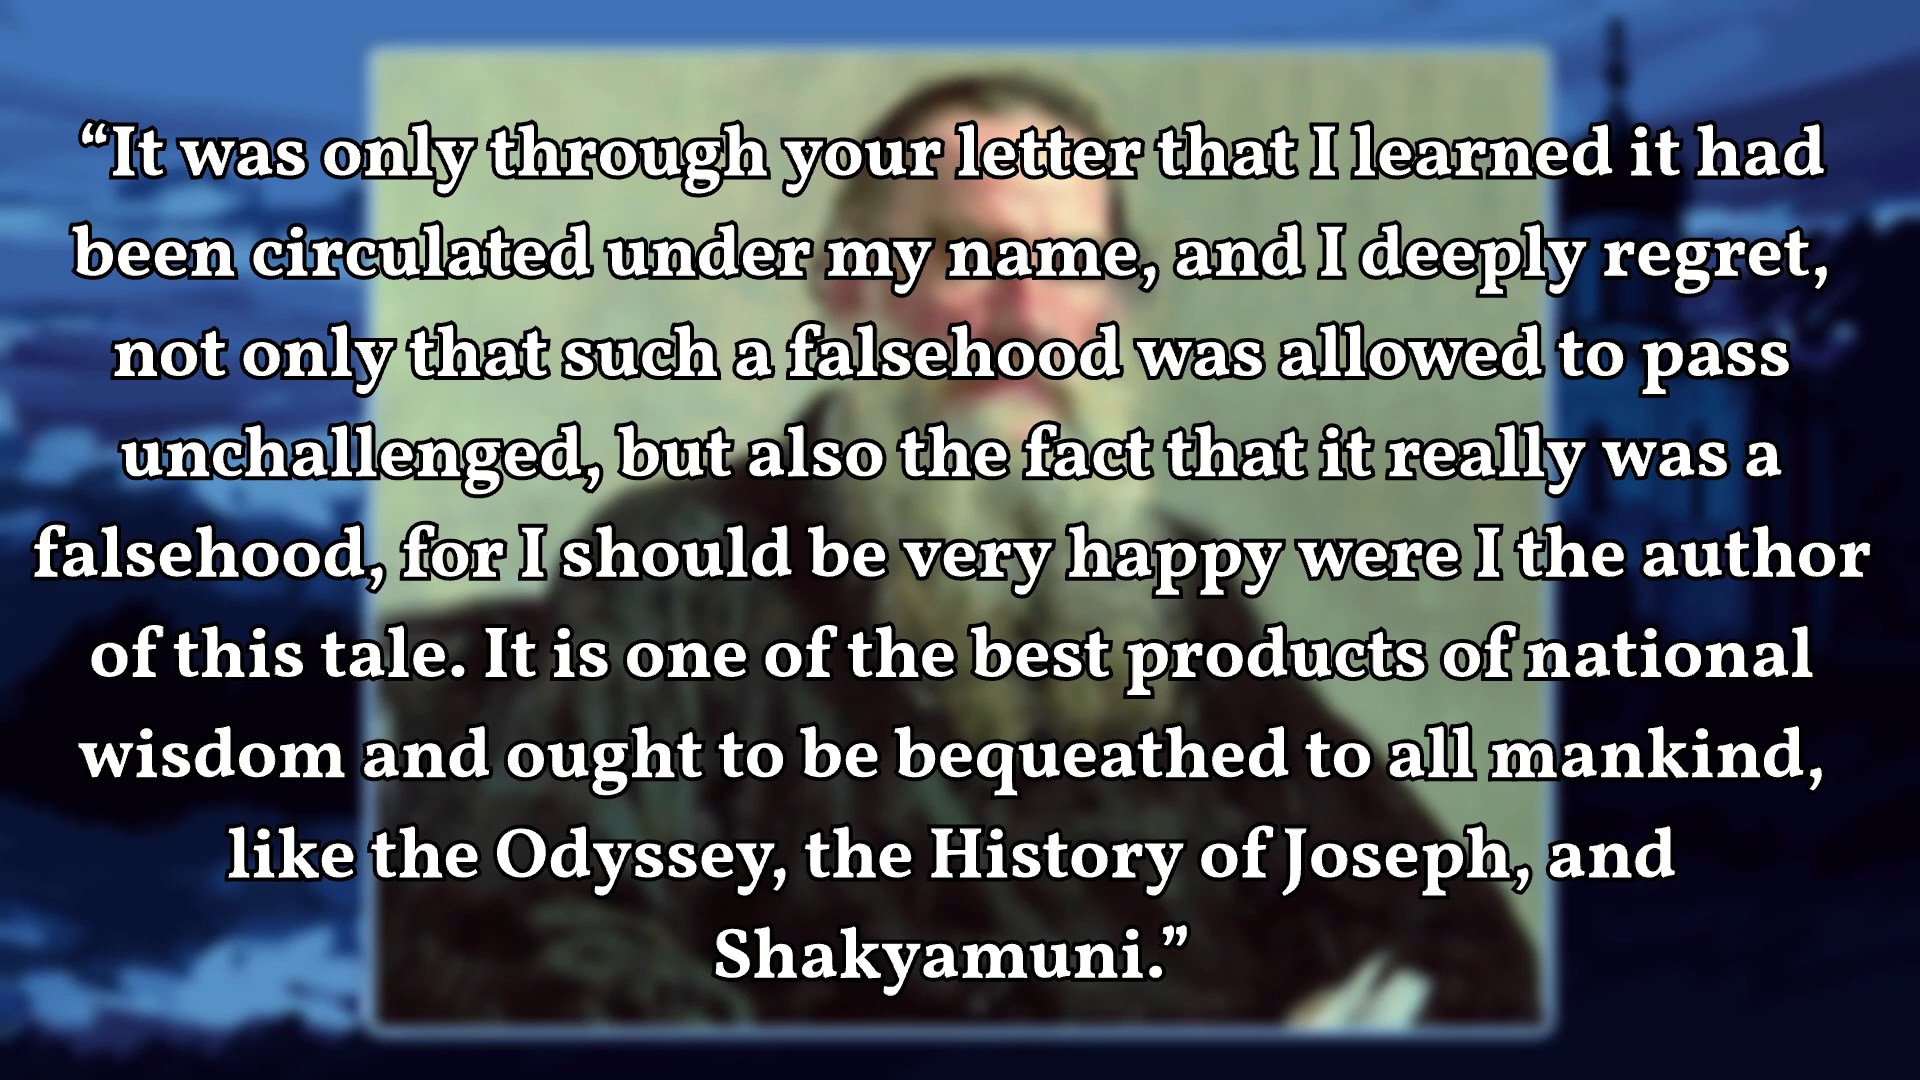 “It was only through your letter that I learned it had
been circulated under my name, and I deeply regret,
not only that such a falsehood was allowed to pass
unchallenged, but also the fact that it really was a
falsehood, for I should be very happy were I the author
of this tale. It is one of the best products of national
wisdom and ought to be bequeathed to all mankind,
like the Odyssey, the History of Joseph, and
Shakyamuni.”